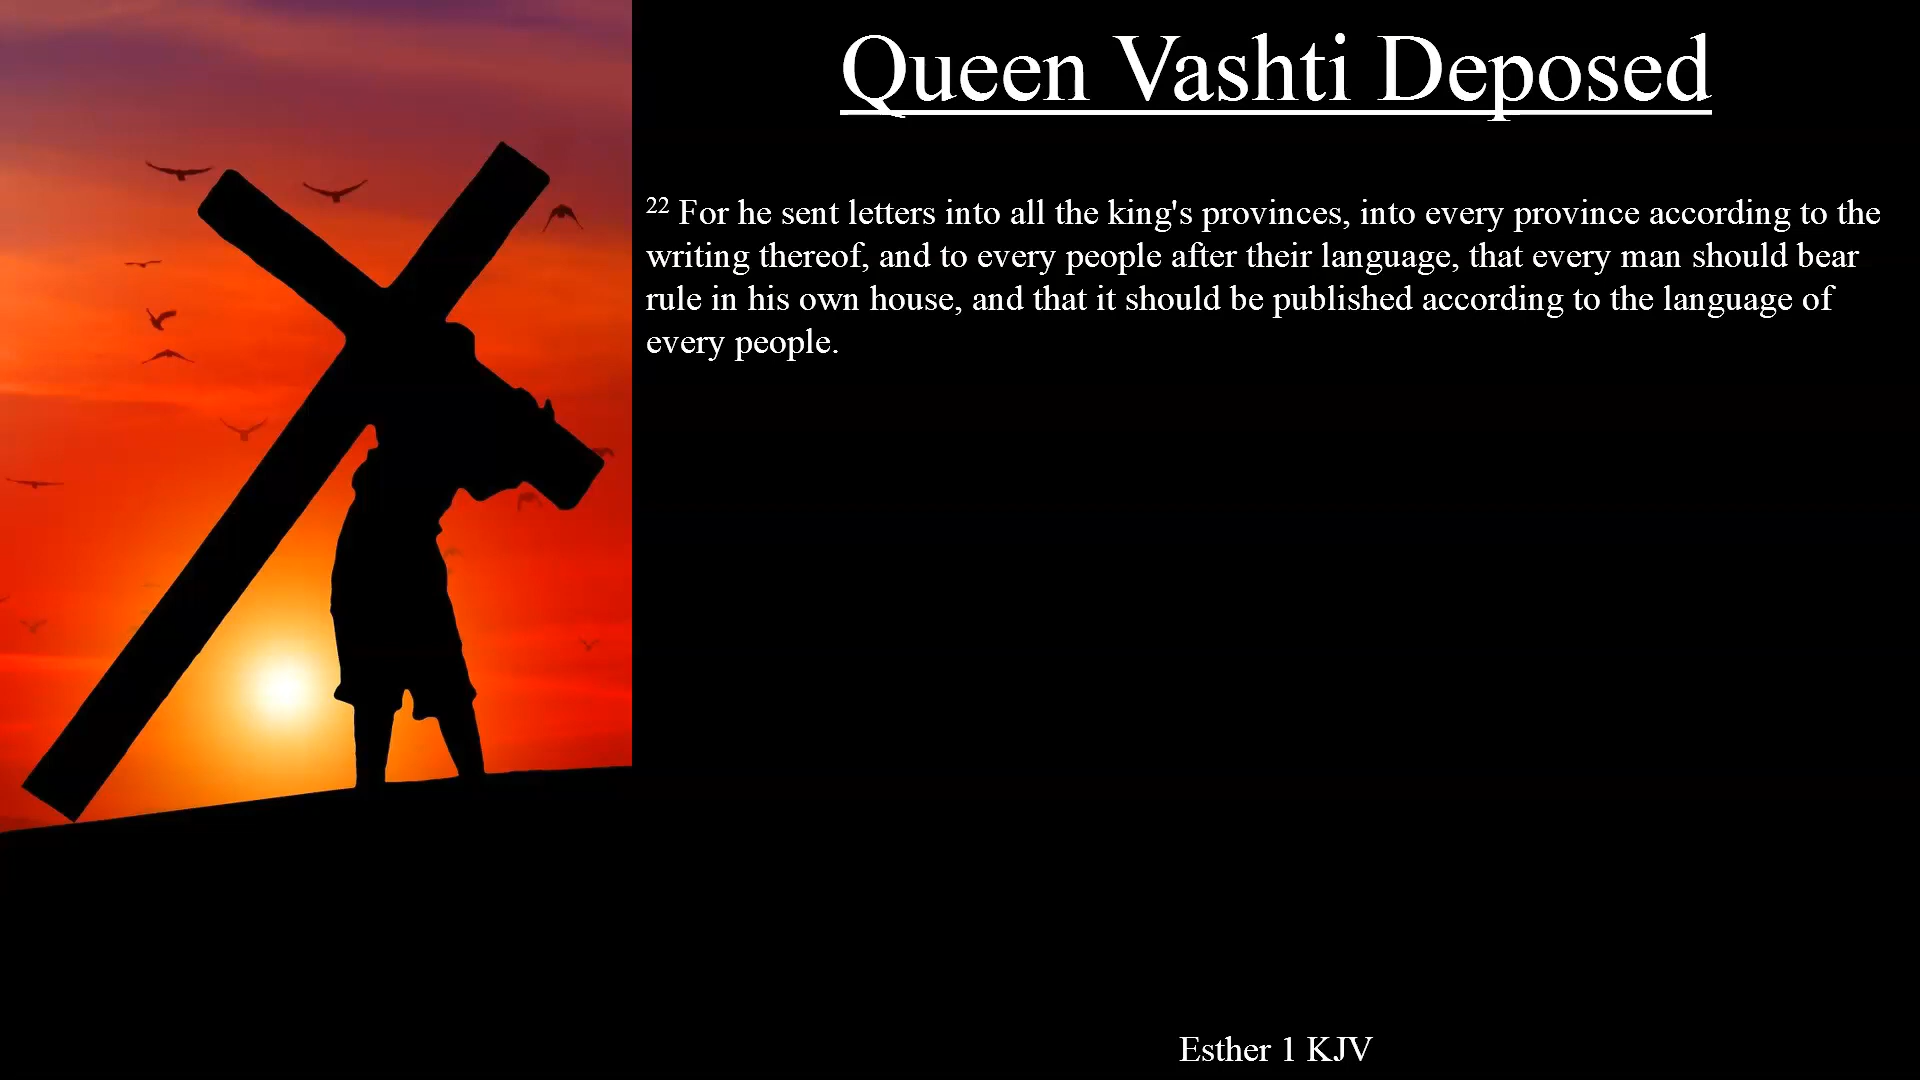 Queen Vashti Deposed
22 For he sent letters into all the king's provinces, into every province according to the
writing thereof, and to every people after their language, that every man should bear
rule in his own house, and that it should be published according to the language of
every people.
Esther 1 KJV